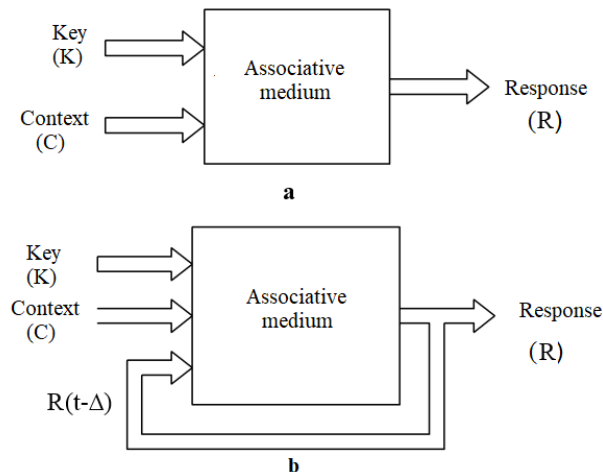 Key
(K)
Associative
medium
Context
(C)
Response
(R)
a
Key
(K)
Context
(C)
Associative
medium
Response
(R)
R(t-Δ)
b